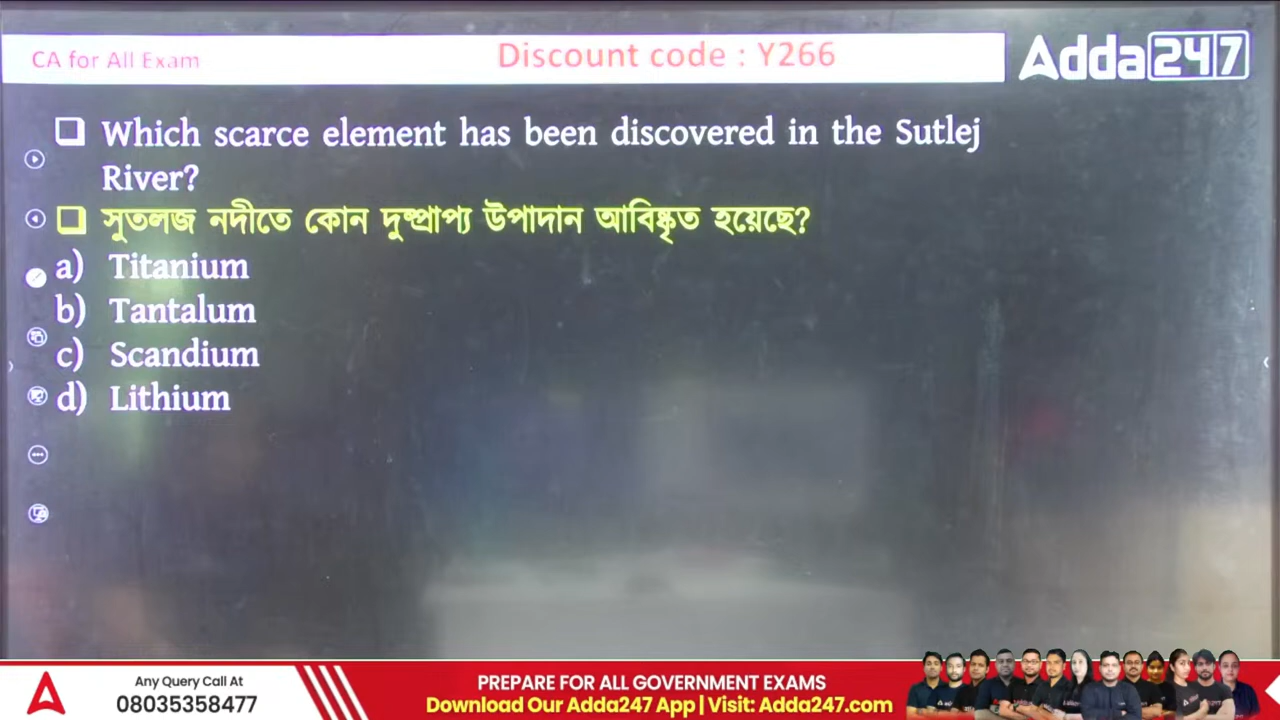 CA for All Exam
Discount code : Y266
Adda247
Which scarce element has been discovered in the Sutlej
River?
সুতলজ নদীতে কোন দুষ্প্রাপ্য উপাদান আবিষ্কৃত হয়েছে?
a) Titanium
b) Tantalum
c) Scandium
d) Lithium
Any Query Call At
08035358477
PREPARE FOR ALL GOVERNMENT EXAMS
Download Our Adda247 App | Visit: Adda247.com